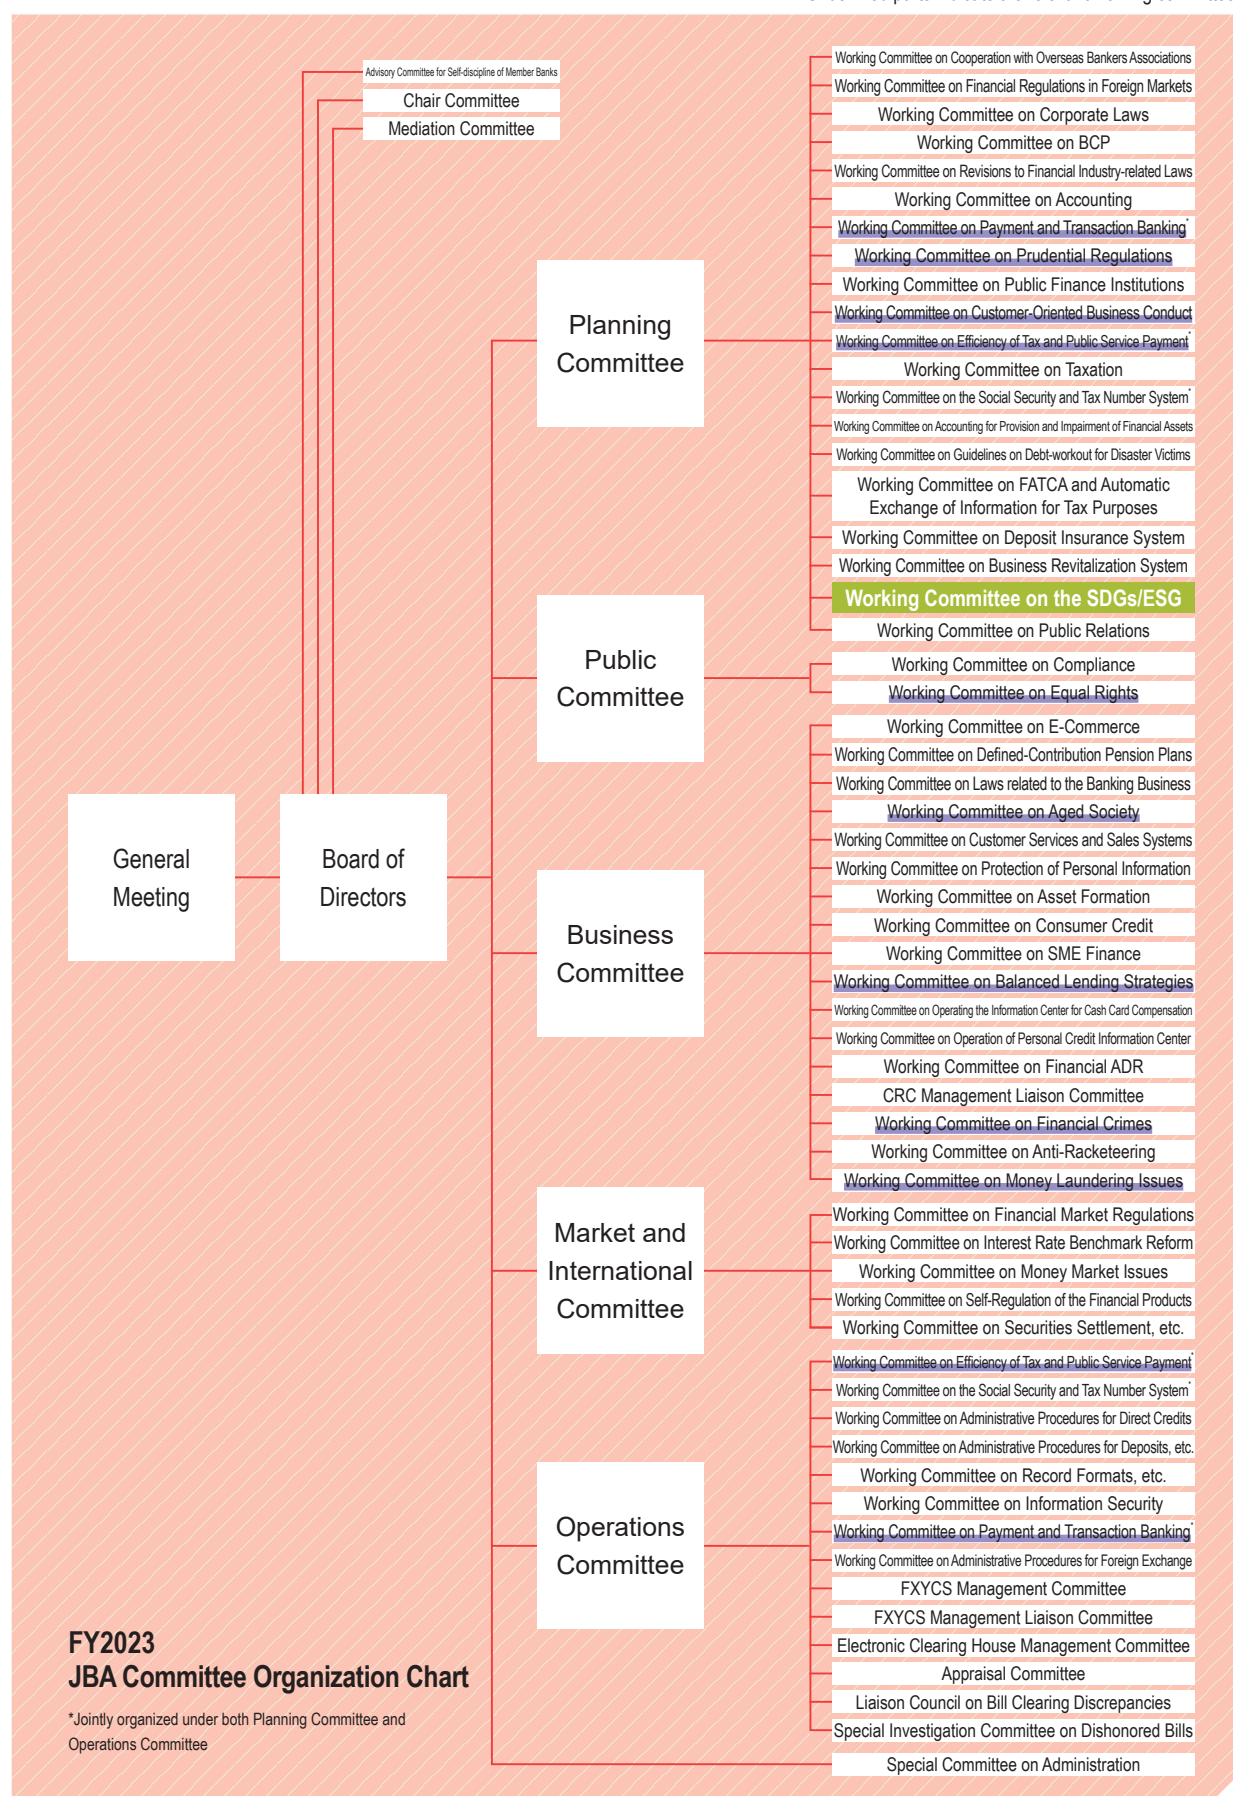 Advisory Committee for Self-discipline of Member Banks
Chair Committee
Mediation Committee
General
Meeting
Board of
Directors
Planning
Committee
Working Committee on Cooperation with Overseas Bankers Associations
Working Committee on Financial Regulations in Foreign Markets
Working Committee on Corporate Laws
Working Committee on BCP
Working Committee on Revisions to Financial Industry-related Laws
Working Committee on Accounting
Working Committee on Payment and Transaction Banking*
Working Committee on Prudential Regulations
Working Committee on Public Finance Institutions
Working Committee on Customer-Oriented Business Conduct
Working Committee on Efficiency of Tax and Public Service Payment*
Working Committee on Taxation
Working Committee on the Social Security and Tax Number System*
Working Committee on Accounting for Provision and Impairment of Financial Assets
Working Committee on Guidelines on Debt-workout for Disaster Victims
Working Committee on FATCA and Automatic
Exchange of Information for Tax Purposes
Working Committee on Deposit Insurance System
Working Committee on Business Revitalization System
Working Committee on the SDGs/ESG
Working Committee on Public Relations
Public
Committee
Working Committee on Compliance
Working Committee on Equal Rights
Business
Committee
Working Committee on E-Commerce
Working Committee on Defined-Contribution Pension Plans
Working Committee on Laws related to the Banking Business
Working Committee on Aged Society
Working Committee on Customer Services and Sales Systems
Working Committee on Protection of Personal Information
Working Committee on Asset Formation
Working Committee on Consumer Credit
Working Committee on SME Finance
Working Committee on Balanced Lending Strategies
Working Committee on Operating the Information Center for Cash Card Compensation
Working Committee on Operation of Personal Credit Information Center
Working Committee on Financial ADR
CRC Management Liaison Committee
Working Committee on Financial Crimes
Working Committee on Anti-Racketeering
Working Committee on Money Laundering Issues
Market and
International
Committee
Working Committee on Financial Market Regulations
Working Committee on Interest Rate Benchmark Reform
Working Committee on Money Market Issues
Working Committee on Self-Regulation of the Financial Products
Working Committee on Securities Settlement, etc.
Operations
Committee
Working Committee on Efficiency of Tax and Public Service Payment*
Working Committee on the Social Security and Tax Number System*
Working Committee on Administrative Procedures for Direct Credits
Working Committee on Administrative Procedures for Deposits, etc.
Working Committee on Record Formats, etc.
Working Committee on Information Security
Working Committee on Payment and Transaction Banking*
Working Committee on Administrative Procedures for Foreign Exchange
FXYCS Management Committee
FXYCS Management Liaison Committee
Electronic Clearing House Management Committee
Appraisal Committee
Liaison Council on Bill Clearing Discrepancies
Special Investigation Committee on Dishonored Bills
Special Committee on Administration
FY2023
JBA Committee Organization Chart
*Jointly organized under both Planning Committee and
Operations Committee